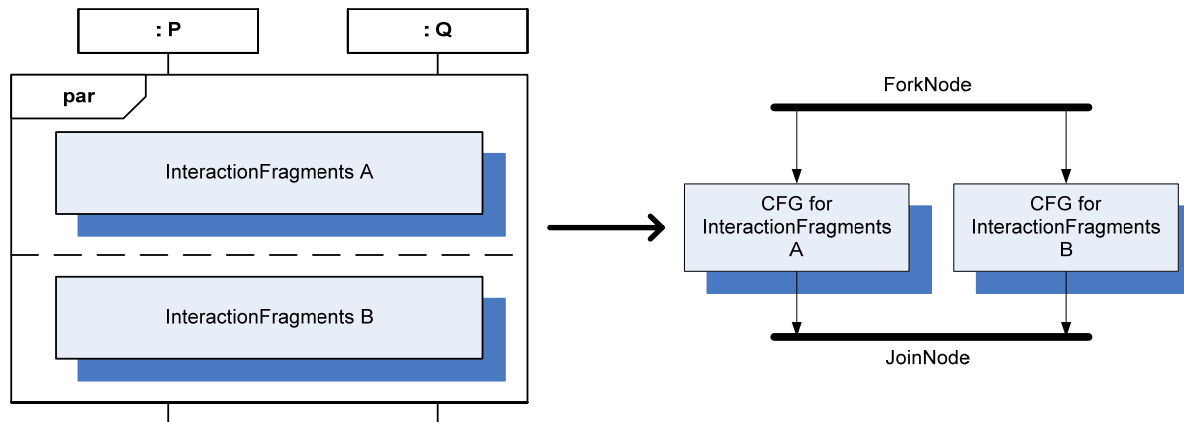 : P
: Q
par
InteractionFragments A
InteractionFragments B
ForkNode
CFG for
InteractionFragments
A
CFG for
InteractionFragments
B
JoinNode